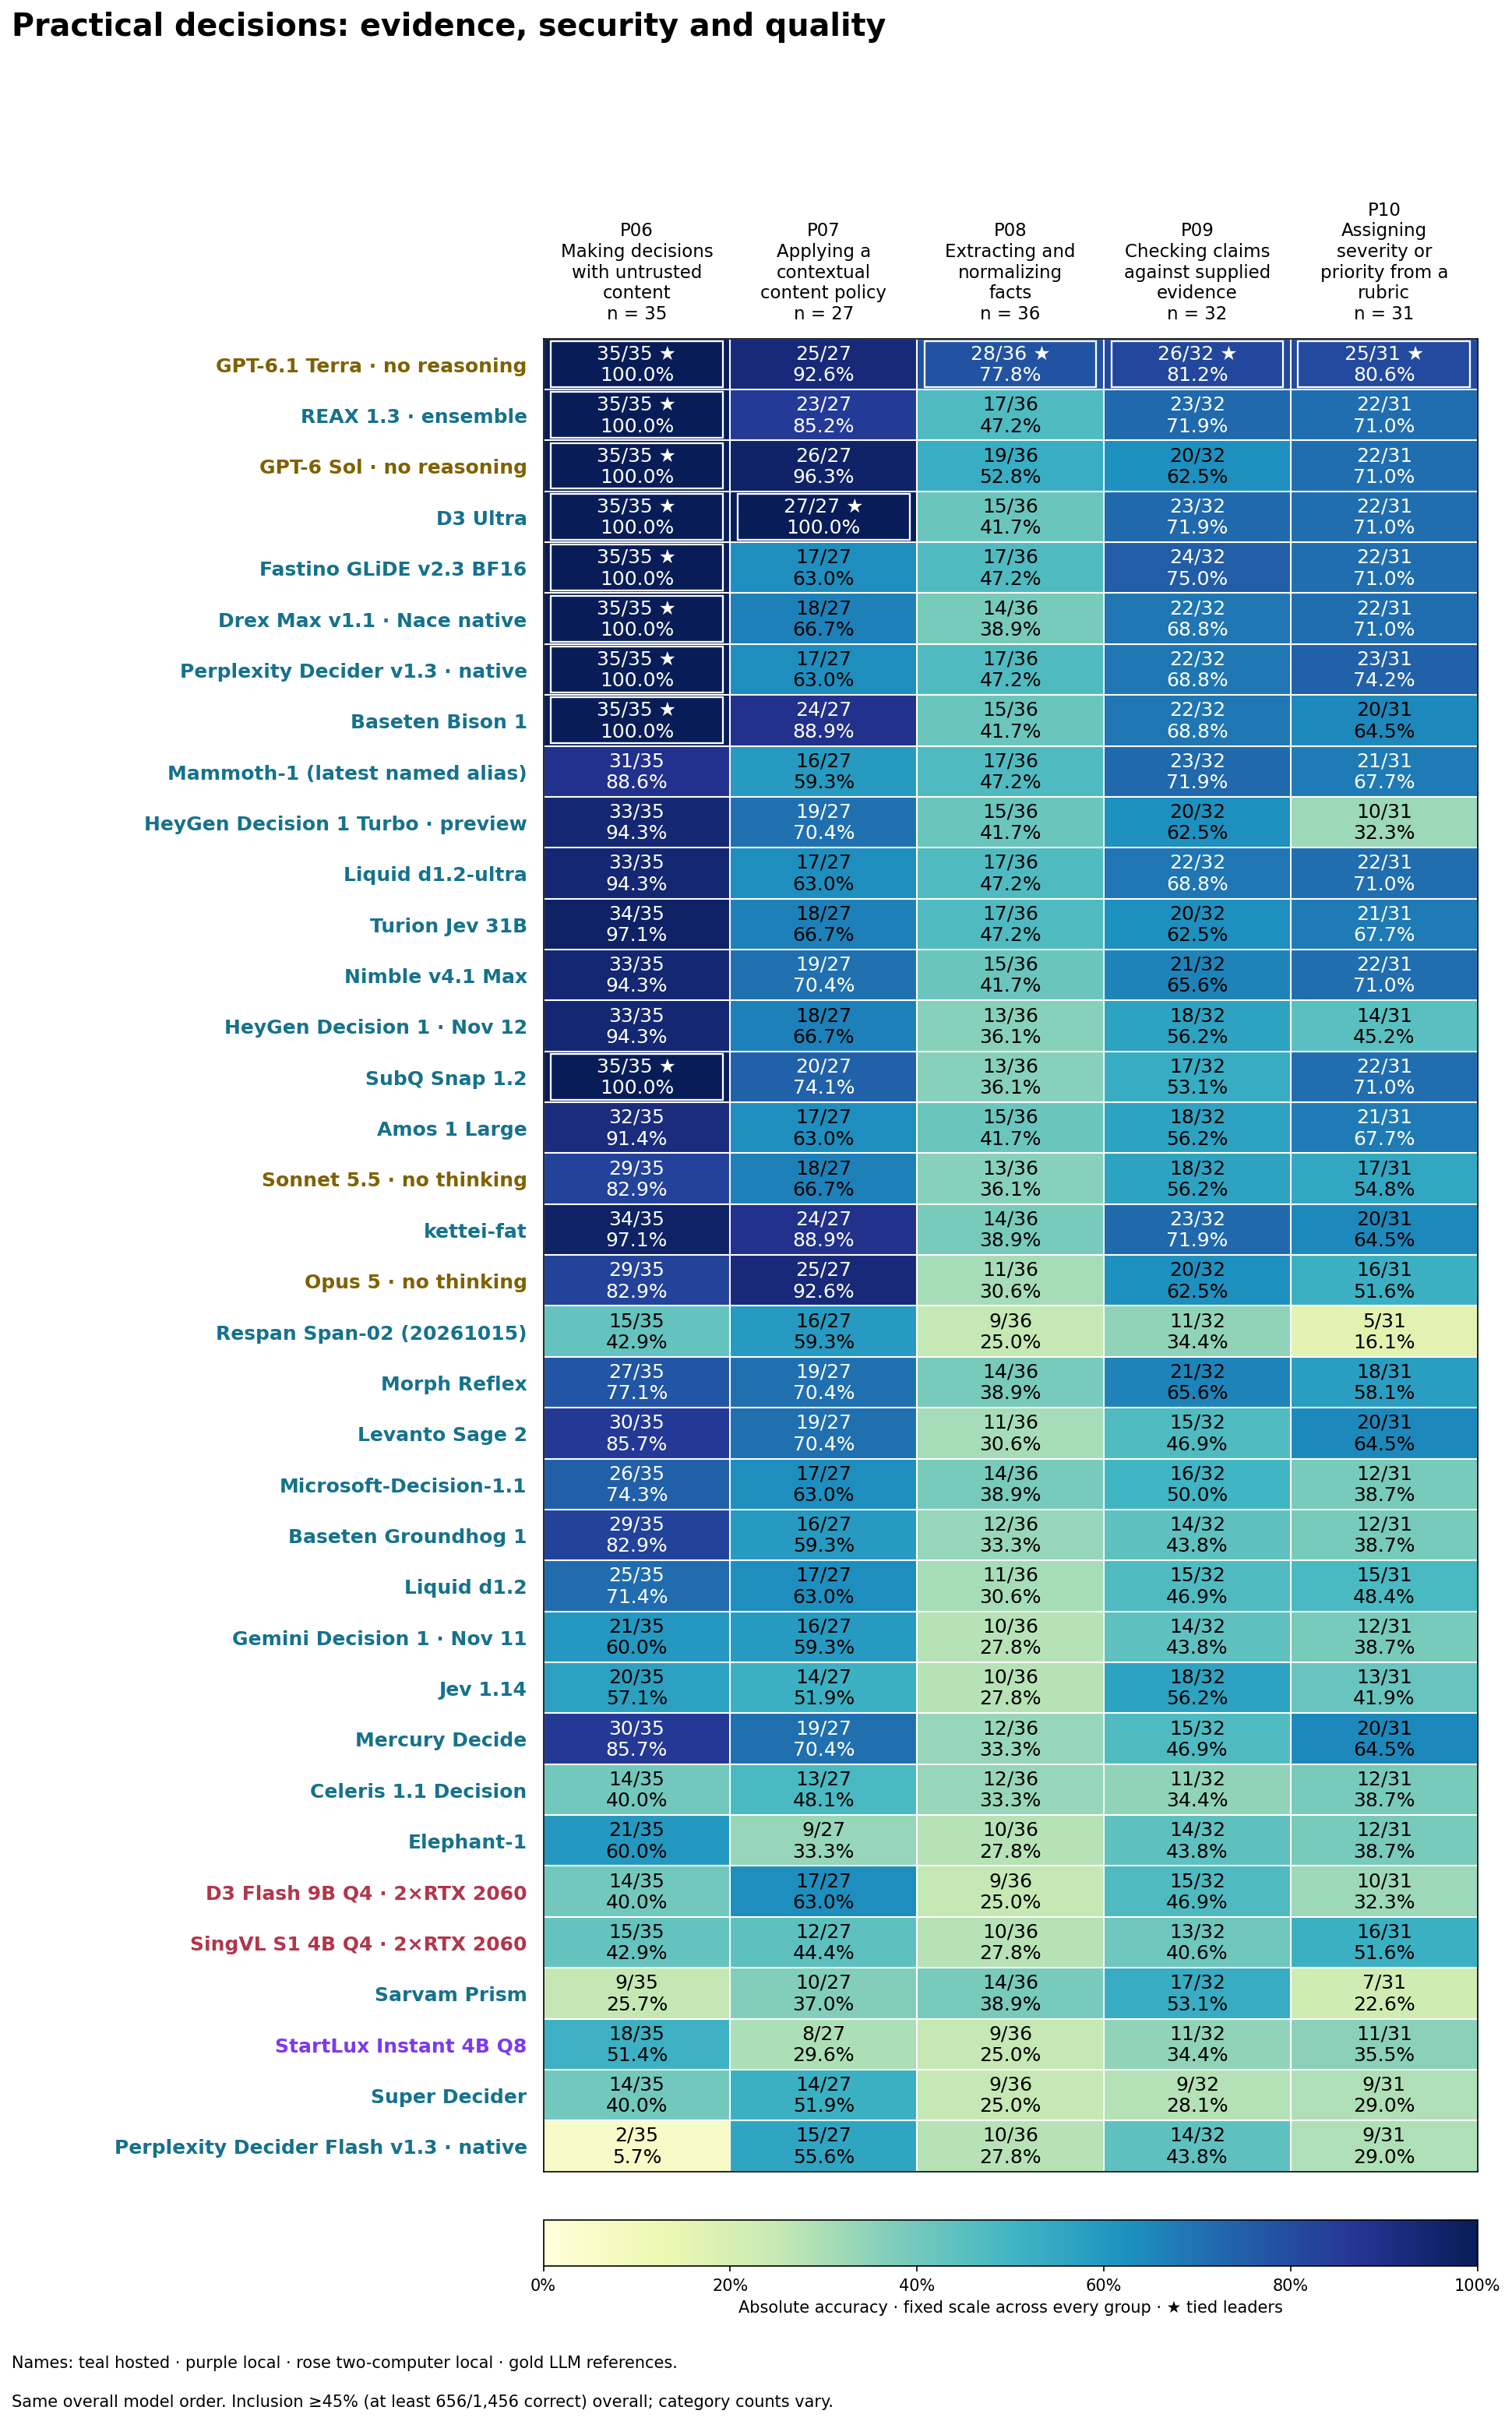 Practical decisions: evidence, security and quality
P06
Making decisions
with untrusted
content
n = 35
P07
Applying a
contextual
content policy
n = 27
P08
Extracting and
normalizing
facts
n = 36
P09
Checking claims
against supplied
evidence
n = 32
P10
Assigning
severity or
priority from a
rubric
n = 31
GPT-6.1 Terra · no reasoning
35/35 ★ 25/27 28/36 ★ 26/32 ★ 25/31 ★
100.0% 92.6% 77.8% 81.2% 80.6%
REAX 1.3 · ensemble
35/35 ★ 23/27 17/36 23/32 22/31
100.0% 85.2% 47.2% 71.9% 71.0%
GPT-6 Sol · no reasoning
35/35 ★ 26/27 19/36 20/32 22/31
100.0% 96.3% 52.8% 62.5% 71.0%
D3 Ultra
35/35 ★ 27/27 ★ 15/36 23/32 22/31
100.0% 100.0% 41.7% 71.9% 71.0%
Fastino GLiDE v2.3 BF16
35/35 ★ 17/27 17/36 24/32 22/31
100.0% 63.0% 47.2% 75.0% 71.0%
Drex Max v1.1 · Nace native
35/35 ★ 18/27 14/36 22/32 22/31
100.0% 66.7% 38.9% 68.8% 71.0%
Perplexity Decider v1.3 · native
35/35 ★ 17/27 17/36 22/32 23/31
100.0% 63.0% 47.2% 68.8% 74.2%
Baseten Bison 1
35/35 ★ 24/27 15/36 22/32 20/31
100.0% 88.9% 41.7% 68.8% 64.5%
Mammoth-1 (latest named alias)
31/35 16/27 17/36 23/32 21/31
88.6% 59.3% 47.2% 71.9% 67.7%
HeyGen Decision 1 Turbo · preview
33/35 19/27 15/36 20/32 10/31
94.3% 70.4% 41.7% 62.5% 32.3%
Liquid d1.2-ultra
33/35 17/27 17/36 22/32 22/31
94.3% 63.0% 47.2% 68.8% 71.0%
Turion Jev 31B
34/35 18/27 17/36 20/32 21/31
97.1% 66.7% 47.2% 62.5% 67.7%
Nimble v4.1 Max
33/35 19/27 15/36 21/32 22/31
94.3% 70.4% 41.7% 65.6% 71.0%
HeyGen Decision 1 · Nov 12
33/35 18/27 13/36 18/32 14/31
94.3% 66.7% 36.1% 56.2% 45.2%
SubQ Snap 1.2
35/35 ★ 20/27 13/36 17/32 22/31
100.0% 74.1% 36.1% 53.1% 71.0%
Amos 1 Large
32/35 17/27 15/36 18/32 21/31
91.4% 63.0% 41.7% 56.2% 67.7%
Sonnet 5.5 · no thinking
29/35 18/27 13/36 18/32 17/31
82.9% 66.7% 36.1% 56.2% 54.8%
kettei-fat
34/35 24/27 14/36 23/32 20/31
97.1% 88.9% 38.9% 71.9% 64.5%
Opus 5 · no thinking
29/35 25/27 11/36 20/32 16/31
82.9% 92.6% 30.6% 62.5% 51.6%
Respan Span-02 (20261015)
15/35 16/27 9/36 11/32 5/31
42.9% 59.3% 25.0% 34.4% 16.1%
Morph Reflex
27/35 19/27 14/36 21/32 18/31
77.1% 70.4% 38.9% 65.6% 58.1%
Levanto Sage 2
30/35 19/27 11/36 15/32 20/31
85.7% 70.4% 30.6% 46.9% 64.5%
Microsoft-Decision-1.1
26/35 17/27 14/36 16/32 12/31
74.3% 63.0% 38.9% 50.0% 38.7%
Baseten Groundhog 1
29/35 16/27 12/36 14/32 12/31
82.9% 59.3% 33.3% 43.8% 38.7%
Liquid d1.2
25/35 17/27 11/36 15/32 15/31
71.4% 63.0% 30.6% 46.9% 48.4%
Gemini Decision 1 · Nov 11
21/35 16/27 10/36 14/32 12/31
60.0% 59.3% 27.8% 43.8% 38.7%
Jev 1.14
20/35 14/27 10/36 18/32 13/31
57.1% 51.9% 27.8% 56.2% 41.9%
Mercury Decide
30/35 19/27 12/36 15/32 20/31
85.7% 70.4% 33.3% 46.9% 64.5%
Celeris 1.1 Decision
14/35 13/27 12/36 11/32 12/31
40.0% 48.1% 33.3% 34.4% 38.7%
Elephant-1
21/35 9/27 10/36 14/32 12/31
60.0% 33.3% 27.8% 43.8% 38.7%
D3 Flash 9B Q4 · 2×RTX 2060
14/35 17/27 9/36 15/32 10/31
40.0% 63.0% 25.0% 46.9% 32.3%
SingVL S1 4B Q4 · 2×RTX 2060
15/35 12/27 10/36 13/32 16/31
42.9% 44.4% 27.8% 40.6% 51.6%
Sarvam Prism
9/35 10/27 14/36 17/32 7/31
25.7% 37.0% 38.9% 53.1% 22.6%
StartLux Instant 4B Q8
18/35 8/27 9/36 11/32 11/31
51.4% 29.6% 25.0% 34.4% 35.5%
Super Decider
14/35 14/27 9/36 9/32 9/31
40.0% 51.9% 25.0% 28.1% 29.0%
Perplexity Decider Flash v1.3 · native
2/35 15/27 10/36 14/32 9/31
5.7% 55.6% 27.8% 43.8% 29.0%
0% 20% 40% 60% 80% 100%
Absolute accuracy · fixed scale across every group · ★ tied leaders
Names: teal hosted · purple local · rose two-computer local · gold LLM references.
Same overall model order. Inclusion ≥45% (at least 656/1,456 correct) overall; category counts vary.